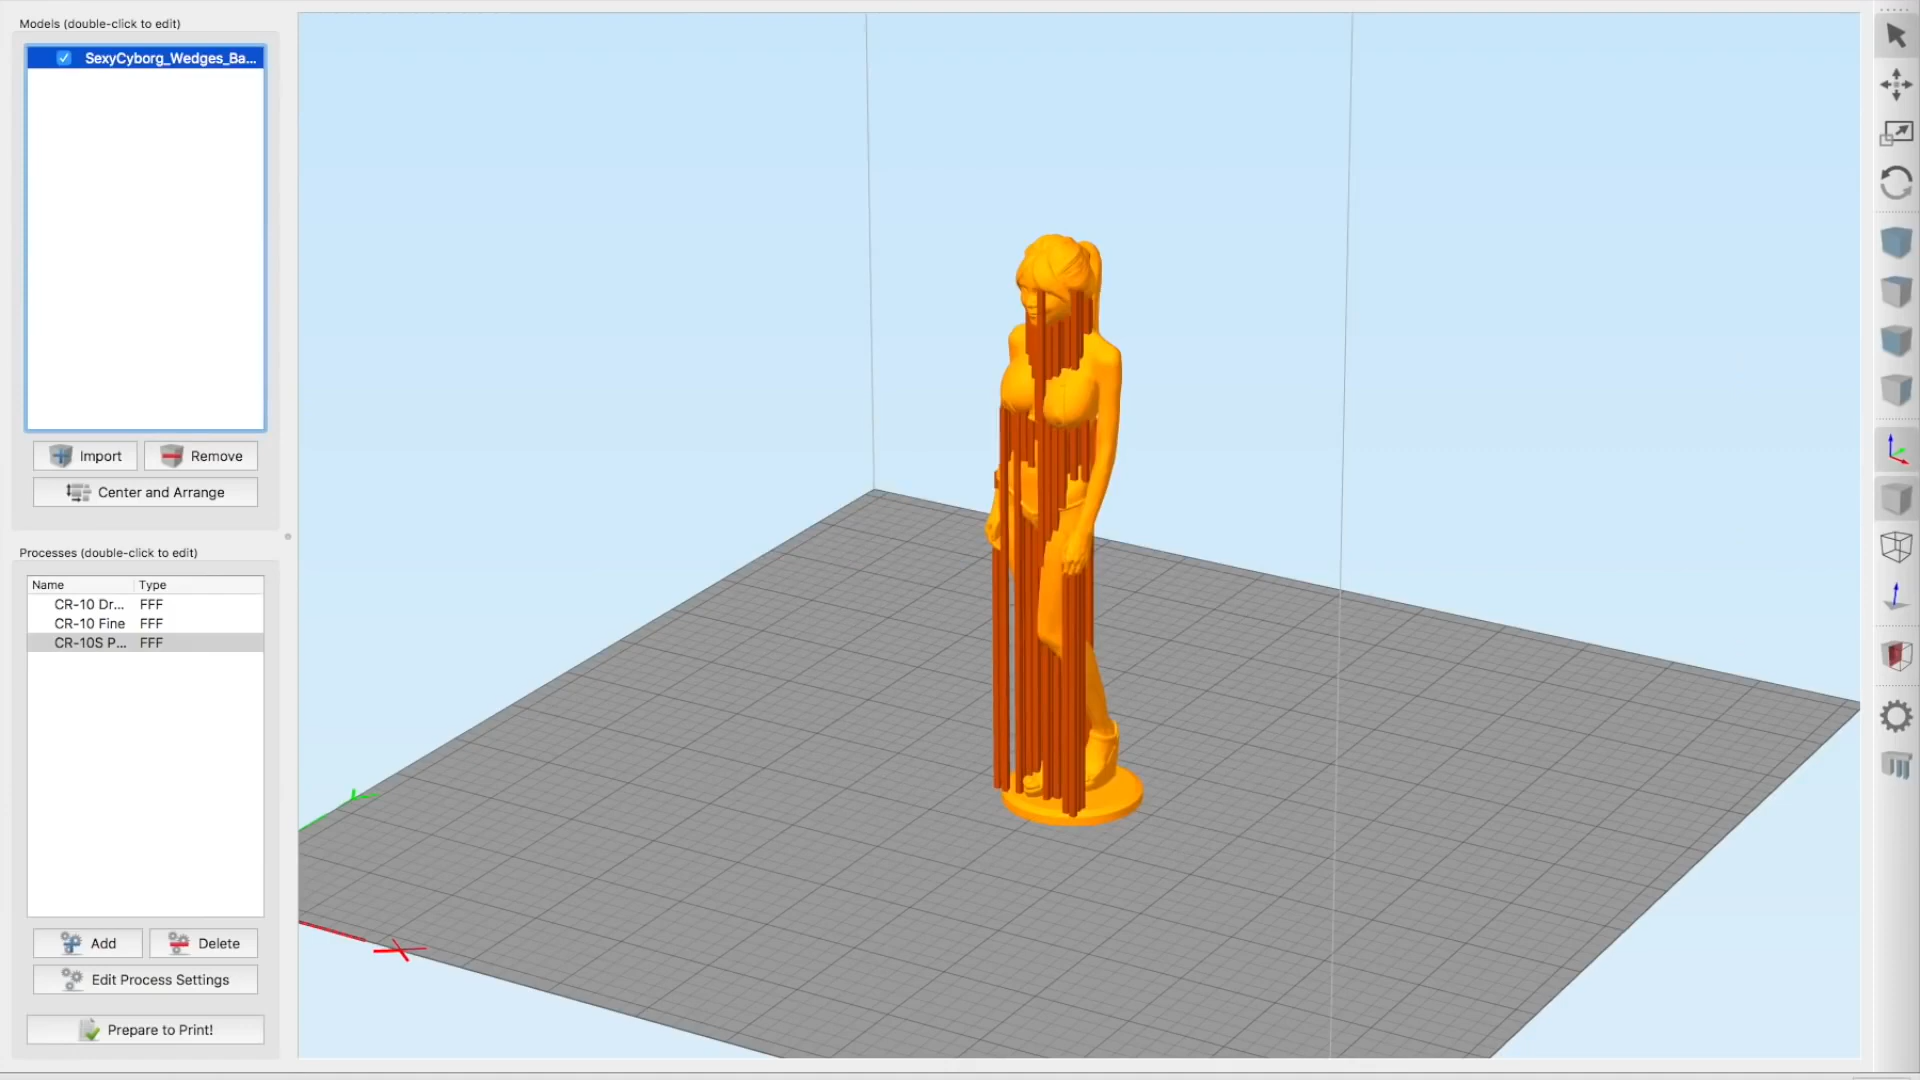 Models (double-click to edit)
SexyCyborg_Wedges_Ba...
Import
Remove
Center and Arrange
Processes (double-click to edit)
Name Type
CR-10 Dr... FFF
CR-10 Fine FFF
CR-10S P... FFF
Add
Delete
Edit Process Settings
Prepare to Print!